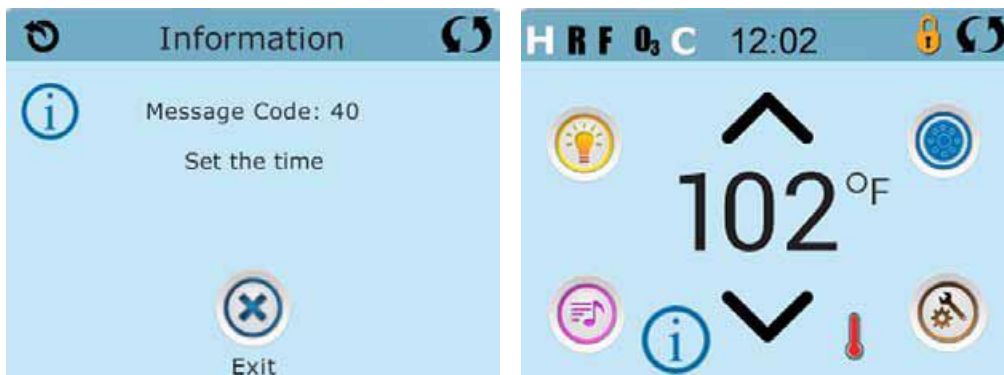 Information
Message Code: 40
Set the time
Exit
H R F O₃ C 12:02
102 °F